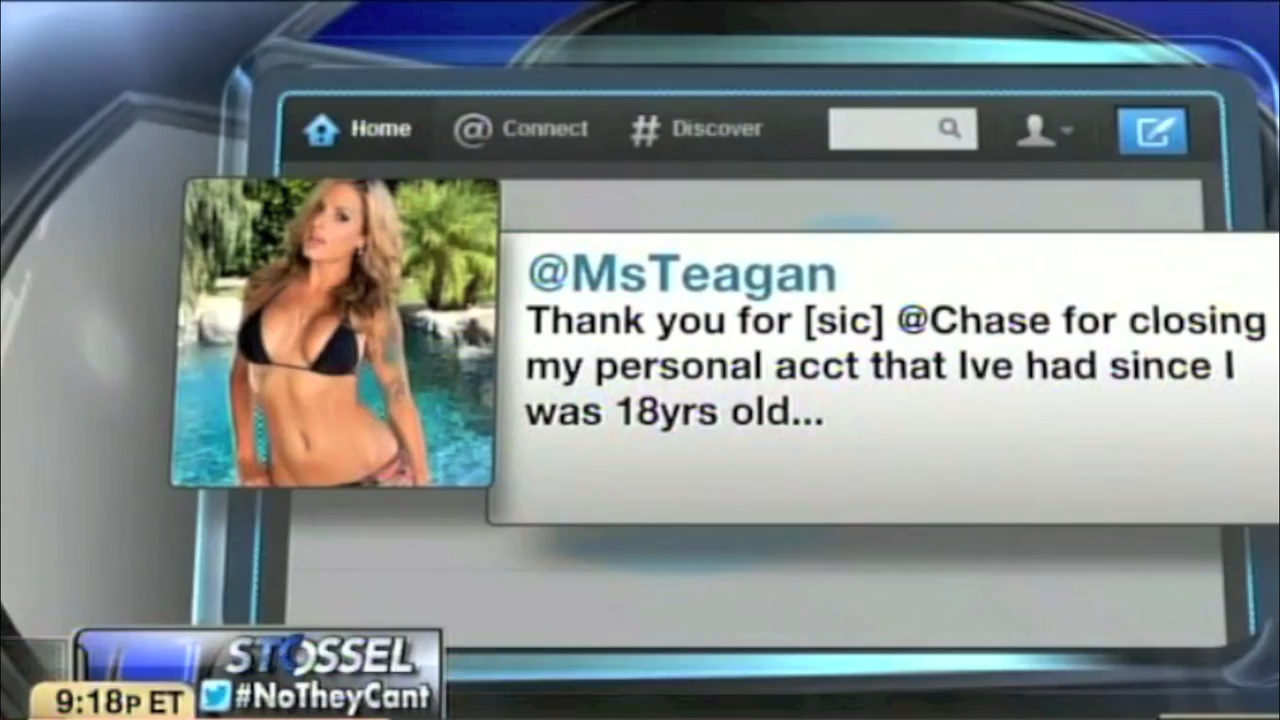 Home
Connect
Discover
@MsTeagan
Thank you for [sic] @Chase for closing
my personal acct that Ive had since I
was 18yrs old...
STOSSEL
9:18P ET
#NoTheyCant